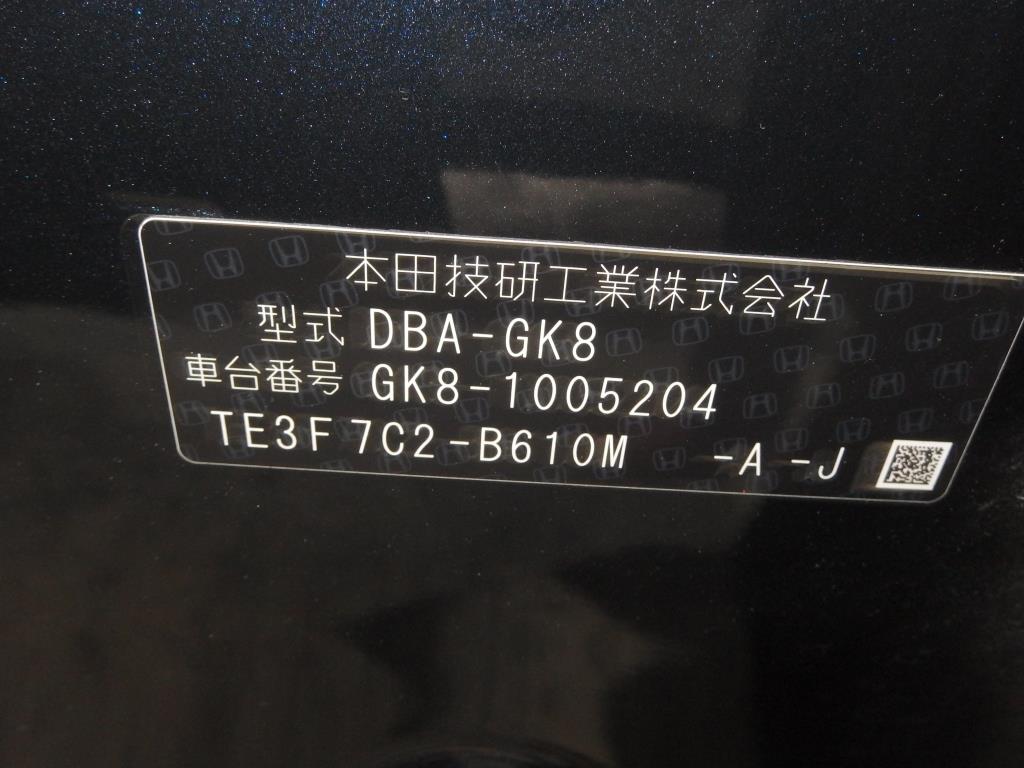 本田技研工業株式会社
型式 DBA-GK8
車台番号 GK8-1005204
TE3F7C2-B610M -A-J